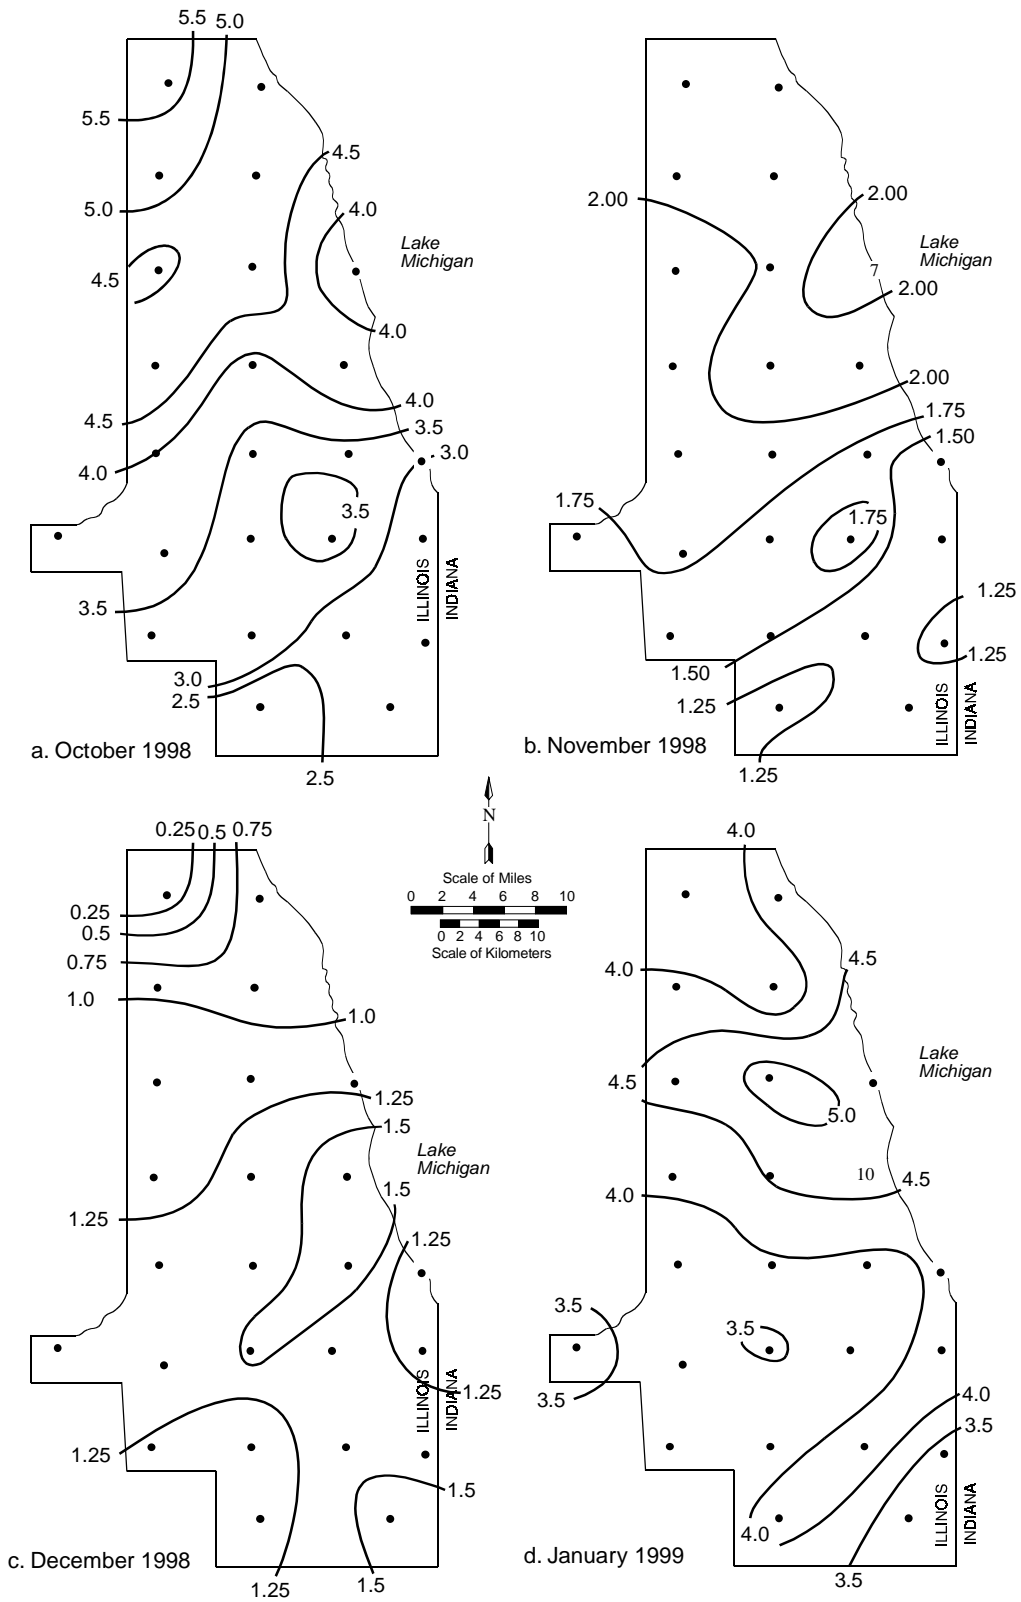 5.5 5.0
5.5
4.5
2.00
2.00
5.0
4.0
Lake
Michigan
Lake
Michigan
4.5
7
2.00
4.0
2.00
4.5
4.0
1.75
3.5
1.50
3.0
4.0
1.75
3.5
1.75
ILLINOIS
INDIANA
1.25
3.5
1.25
3.0
1.50
2.5
1.25
ILLINOIS
INDIANA
a. October 1998
b. November 1998
2.5
1.25
N
0.25 0.5 0.75
4.0
Scale of Miles
0 2 4 6 8 10
0 2 4 6 8 10
Scale of Kilometers
0.25
0.5
0.75
4.0
4.5
1.0
1.0
Lake
Michigan
4.5
1.25
5.0
1.5
Lake
Michigan
10
4.5
1.5
4.0
1.25
1.25
3.5
3.5
ILLINOIS
INDIANA
1.25
3.5
4.0
3.5
1.25
1.5
ILLINOIS
INDIANA
4.0
c. December 1998
d. January 1999
1.25
1.5
3.5